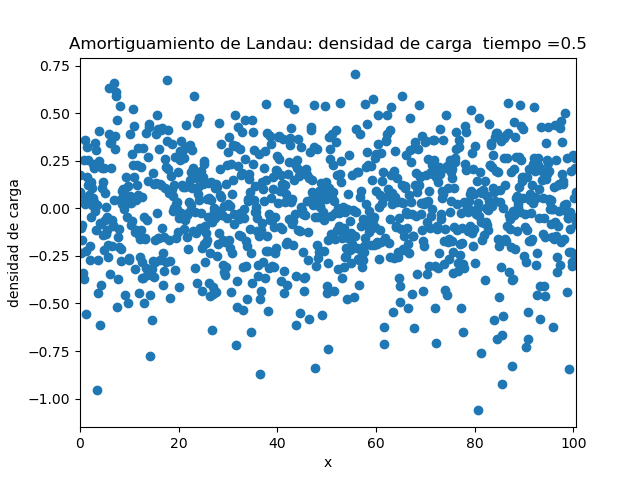 Amortiguamiento de Landau: densidad de carga  tiempo =0.5
0.75
0.50
0.25
0.00
−0.25
−0.50
−0.75
−1.00
densidad de carga
0 20 40 60 80 100
x